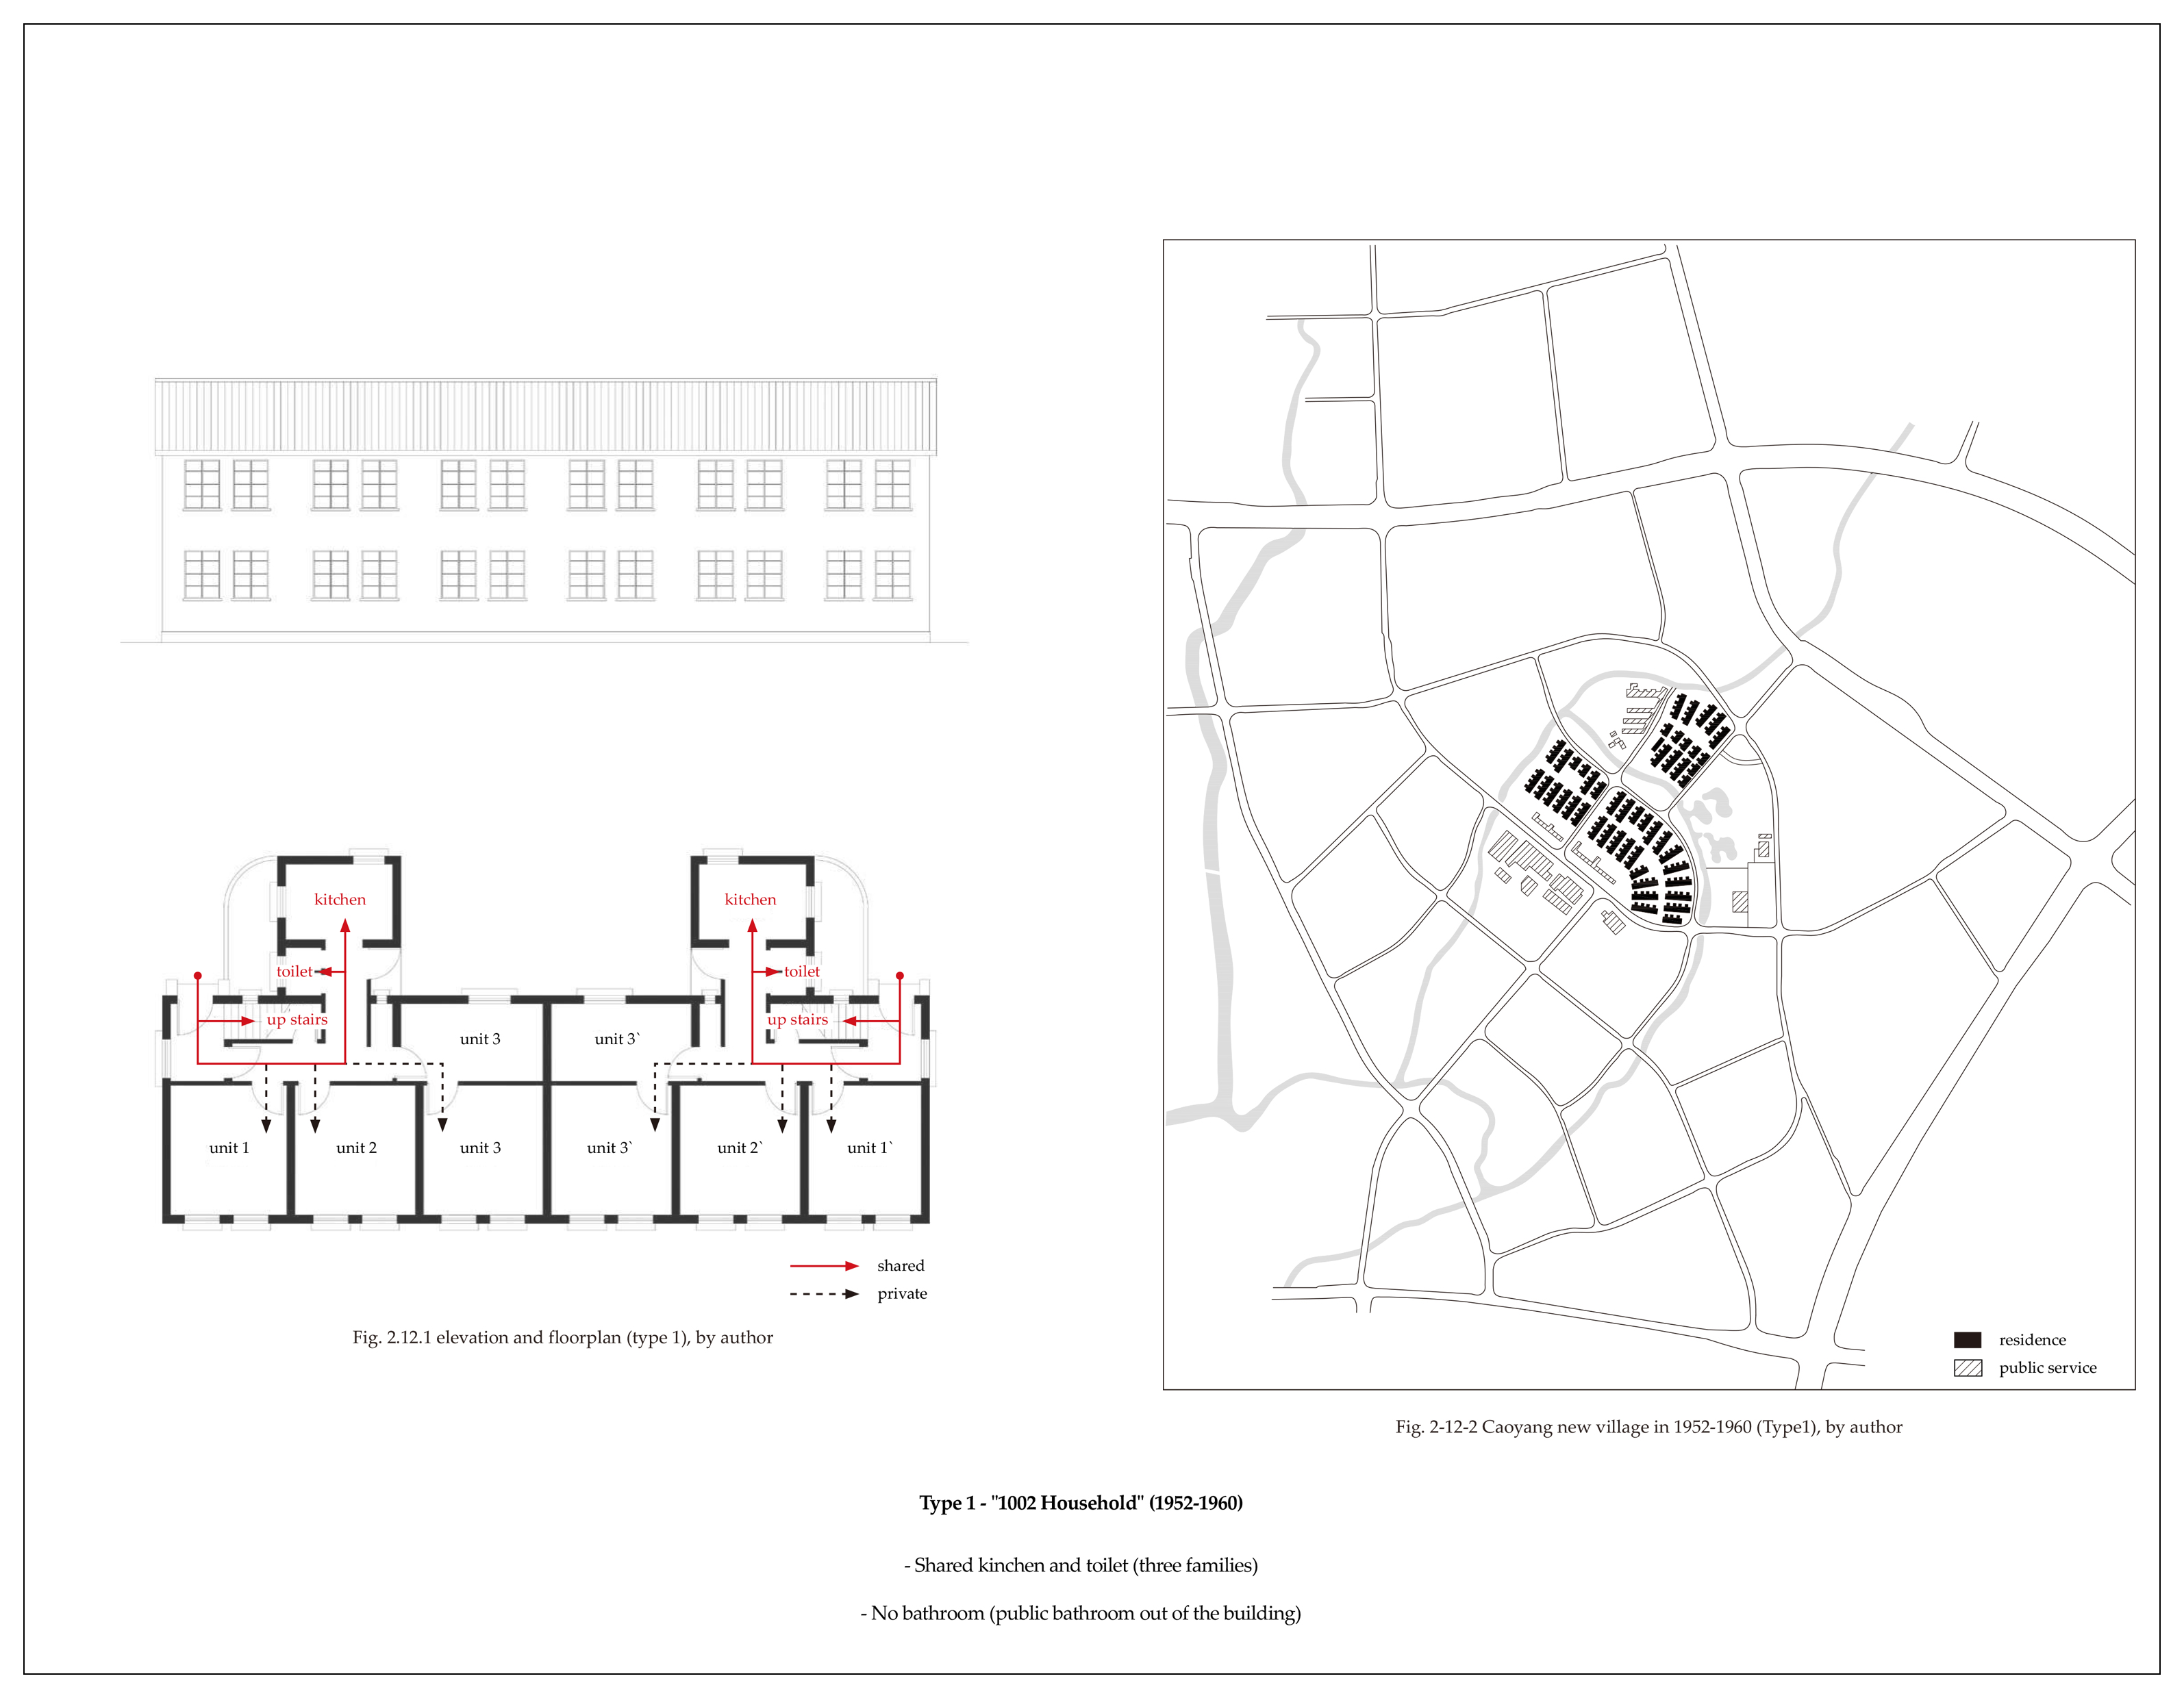 kitchen
kitchen
toilet
toilet
up stairs
up stairs
unit 3
unit 3`
unit 1
unit 2
unit 3
unit 3`
unit 2`
unit 1`
shared
private
Fig. 2.12.1 elevation and floorplan (type 1), by author
residence
public service
Fig. 2-12-2 Caoyang new village in 1952-1960 (Type1), by author
Type 1 - "1002 Household" (1952-1960)
- Shared kinchen and toilet (three families)
- No bathroom (public bathroom out of the building)